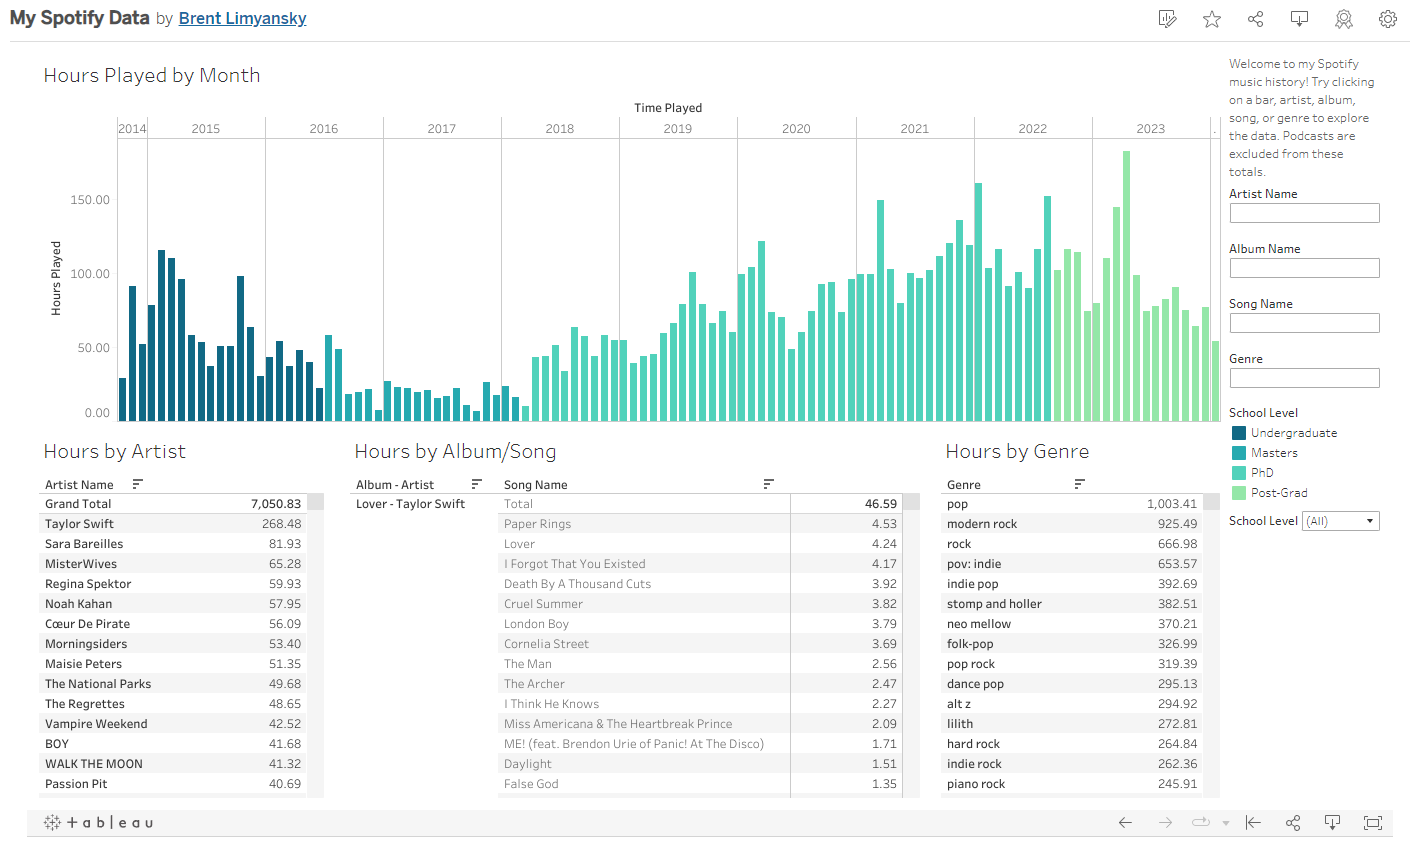 My Spotify Data by Brent Limyansky
Hours Played by Month
Time Played
2014 2015 2016 2017 2018 2019 2020 2021 2022 2023 .
Hours Played
150.00
100.00
50.00
0.00
Welcome to my Spotify
music history! Try clicking
on a bar, artist, album,
song, or genre to explore
the data. Podcasts are
excluded from these
totals.
Artist Name
Album Name
Song Name
Genre
School Level
Undergraduate
Masters
PhD
Post-Grad
School Level (All)
Hours by Artist
Artist Name
Grand Total 7,050.83
Taylor Swift 268.48
Sara Bareilles 81.93
MisterWives 65.28
Regina Spektor 59.93
Noah Kahan 57.95
Cœur De Pirate 56.09
Morningsiders 53.40
Maisie Peters 51.35
The National Parks 49.68
The Regrettes 48.65
Vampire Weekend 42.52
BOY 41.68
WALK THE MOON 41.32
Passion Pit 40.69
Hours by Album/Song
Album - Artist Song Name
Lover - Taylor Swift Total 46.59
Paper Rings 4.53
Lover 4.24
I Forgot That You Existed 4.17
Death By A Thousand Cuts 3.92
Cruel Summer 3.82
London Boy 3.79
Cornelia Street 3.69
The Man 2.56
The Archer 2.47
I Think He Knows 2.27
Miss Americana & The Heartbreak Prince 2.09
ME! (feat. Brendon Urie of Panic! At The Disco) 1.71
Daylight 1.51
False God 1.35
Hours by Genre
Genre
pop 1,003.41
modern rock 925.49
rock 666.98
pov: indie 653.57
indie pop 392.69
stomp and holler 382.51
neo mellow 370.21
folk-pop 326.99
pop rock 319.39
dance pop 295.13
alt z 294.92
lilith 272.81
hard rock 264.84
indie rock 262.36
piano rock 245.91
+ableau